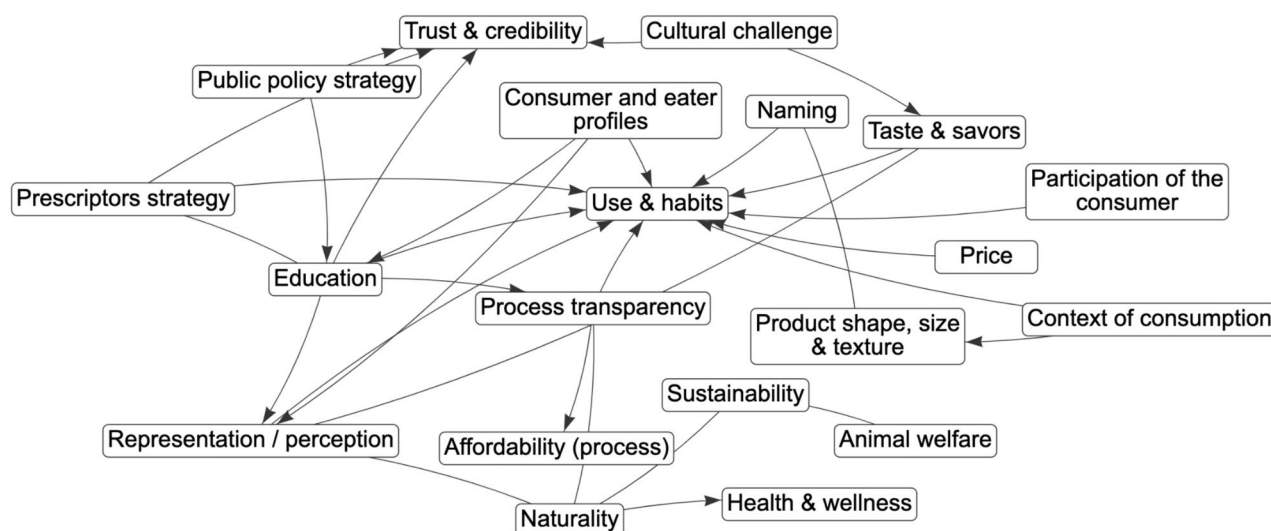 Trust & credibility
Cultural challenge
Public policy strategy
Consumer and eater
profiles
Naming
Taste & savors
Prescriptors strategy
Use & habits
Participation of the
consumer
Price
Education
Process transparency
Product shape, size
& texture
Context of consumption
Sustainability
Representation / perception
Affordability (process)
Animal welfare
Health & wellness
Naturality